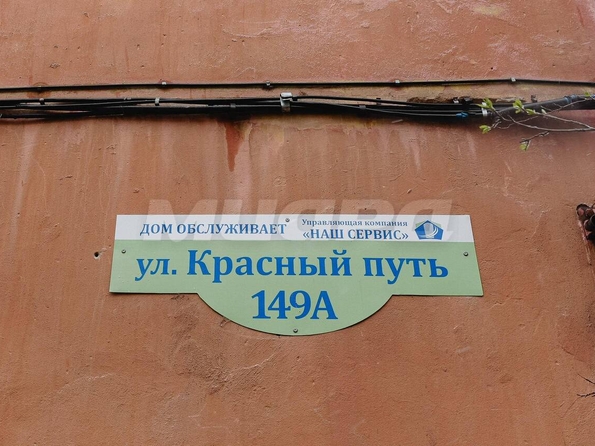 ДОМ ОБСЛУЖИВАЕТ
Управляющая компания
«НАШ СЕРВИС»
ул. Красный путь
149А